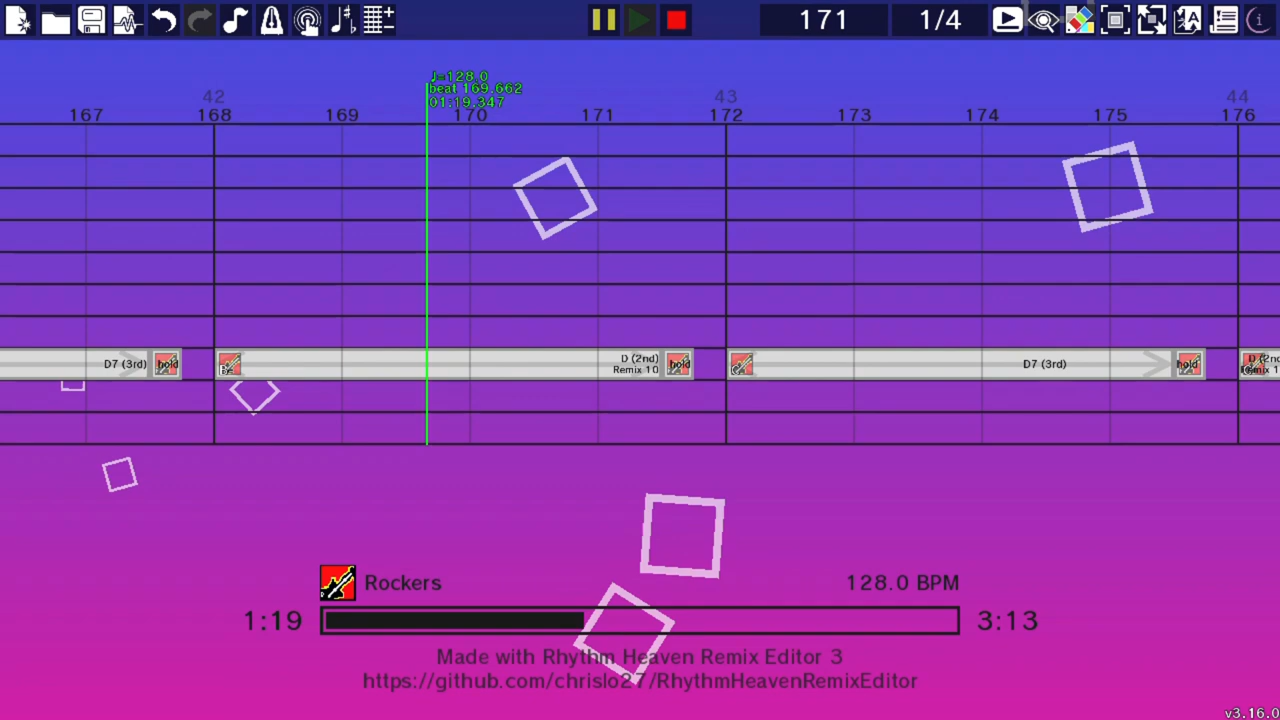 171 1/4
♩=128.0
beat 169.662
01:19.347
42 43 44
167 168 169 170 171 172 173 174 175 176
D7 (3rd) hold D (2nd) hold D7 (3rd) hold
Remix 10
Rockers 128.0 BPM
1:19 3:13
Made with Rhythm Heaven Remix Editor 3
https://github.com/chrislo27/RhythmHeavenRemixEditor
v3.16.0